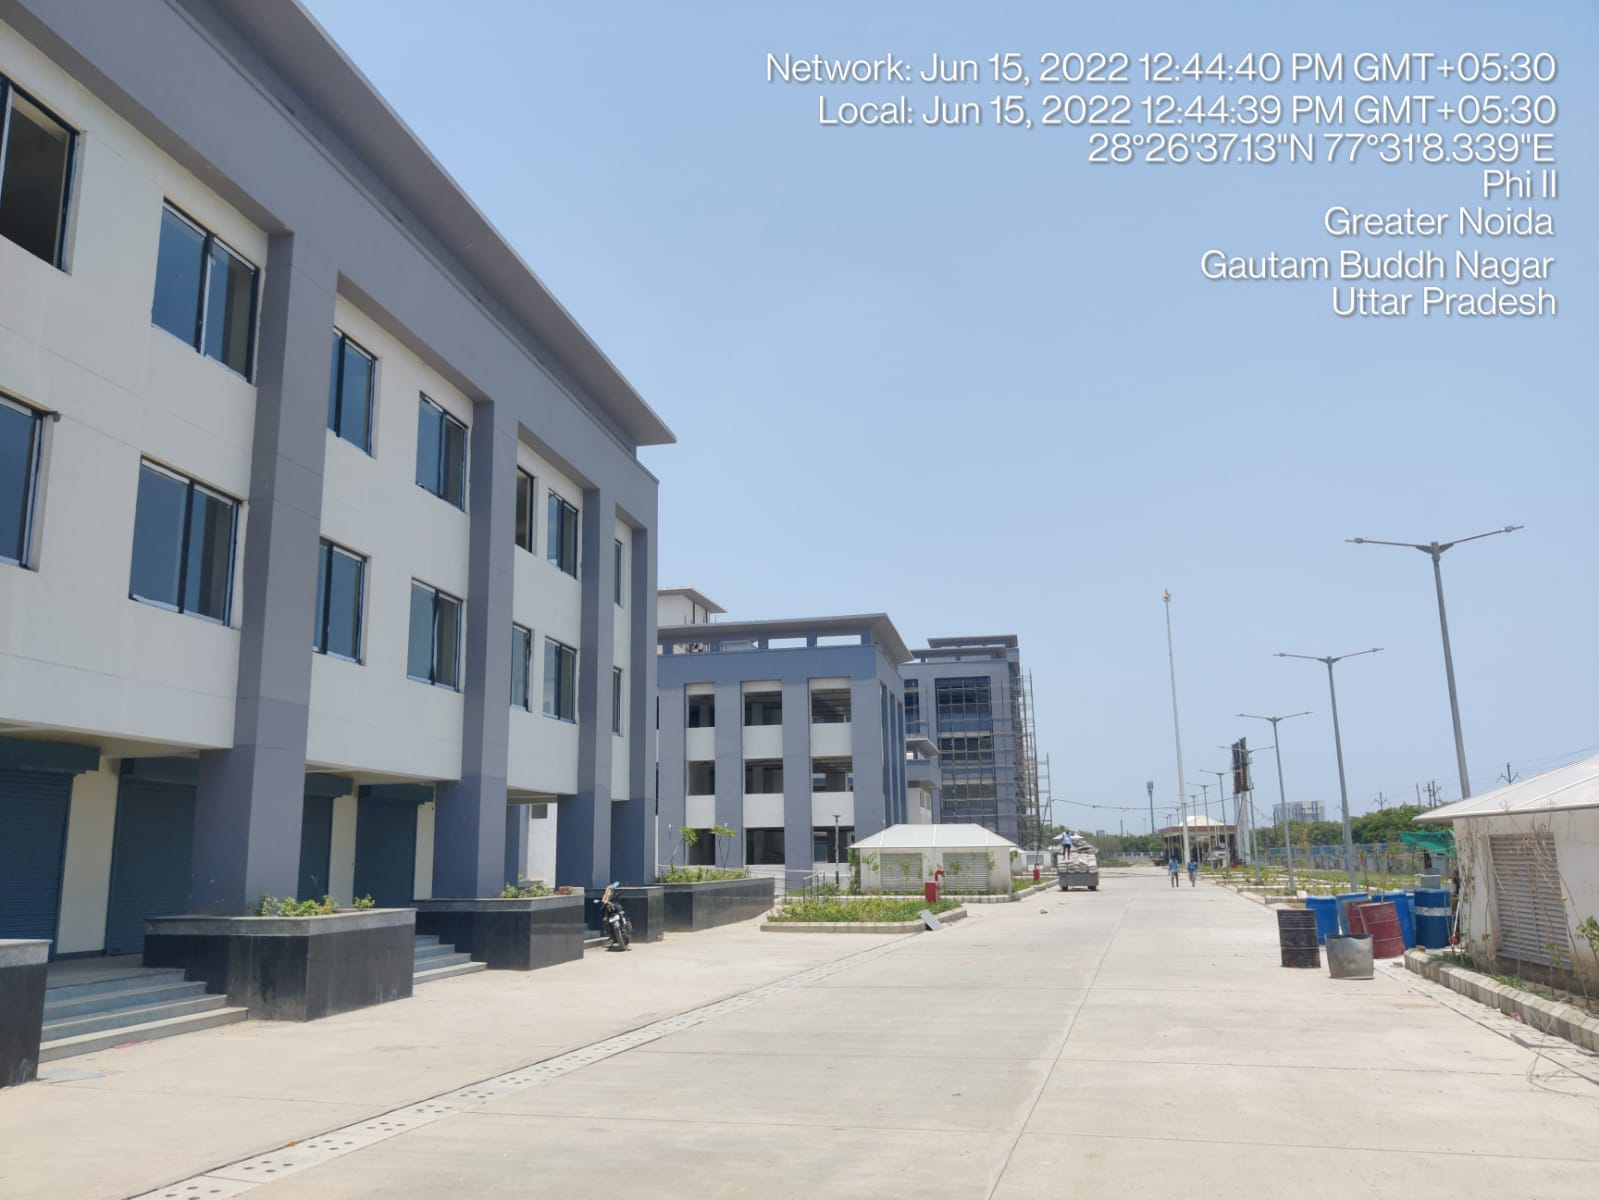 Network: Jun 15, 2022 12:44:40 PM GMT+05:30
Local: Jun 15, 2022 12:44:39 PM GMT+05:30
28°26'37.13"N 77°31'8.339"E
Phi II
Greater Noida
Gautam Buddh Nagar
Uttar Pradesh